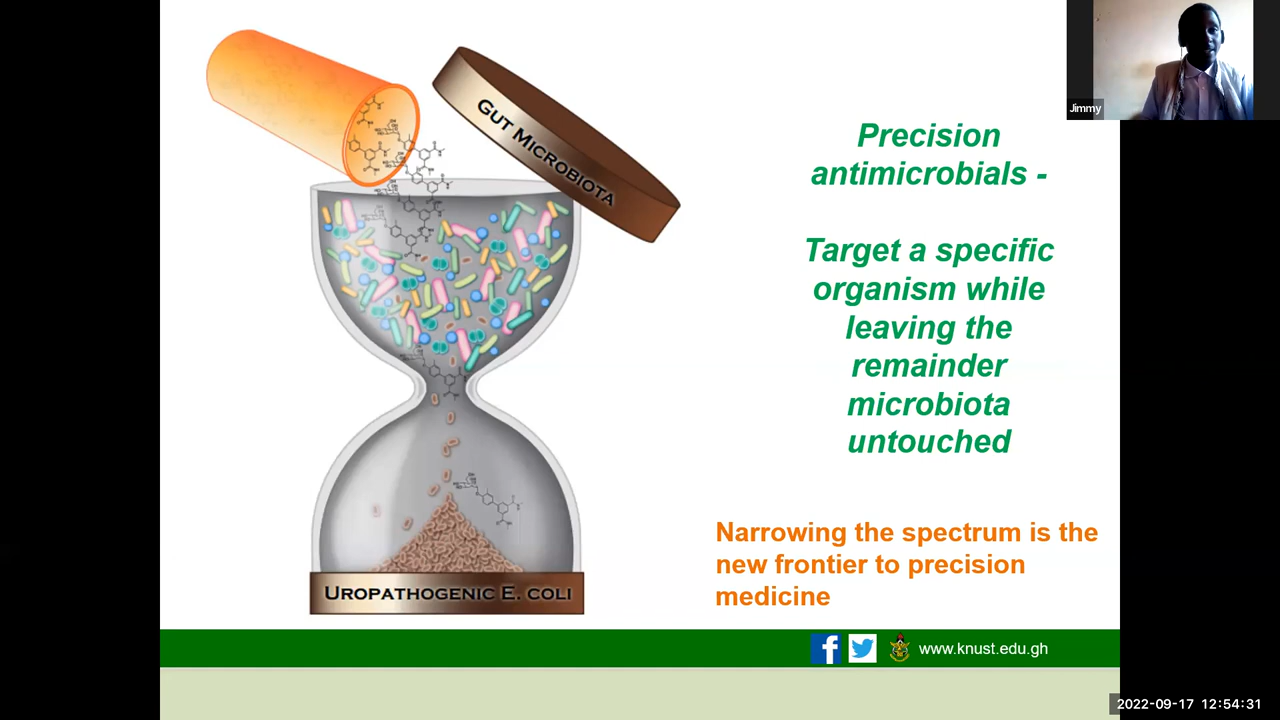 GUT MICROBIOTA
Jimmy
Precision
antimicrobials -
Target a specific
organism while
leaving the
remainder
microbiota
untouched
Narrowing the spectrum is the
new frontier to precision
medicine
UROPATHOGENIC E. COLI
www.knust.edu.gh
2022-09-17 12:54:31